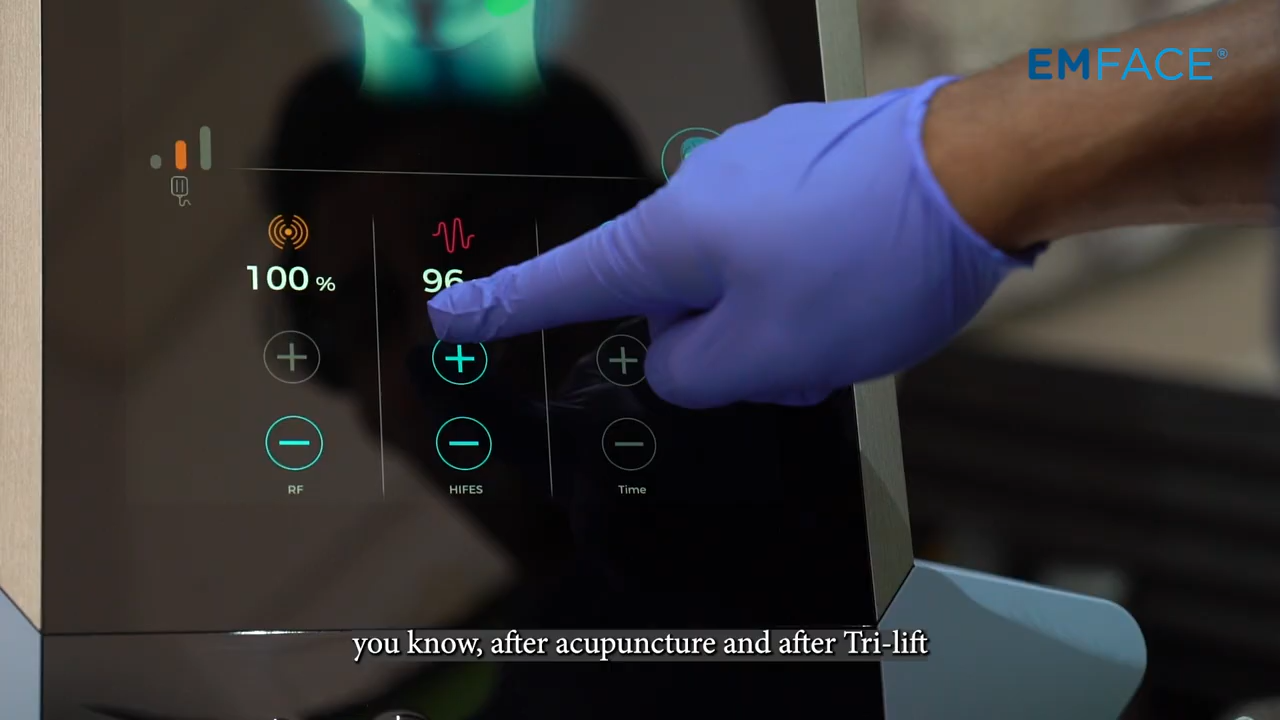 EMFACE®
100 %
96
RF
HIFES
Time
you know, after acupuncture and after Tri-lift